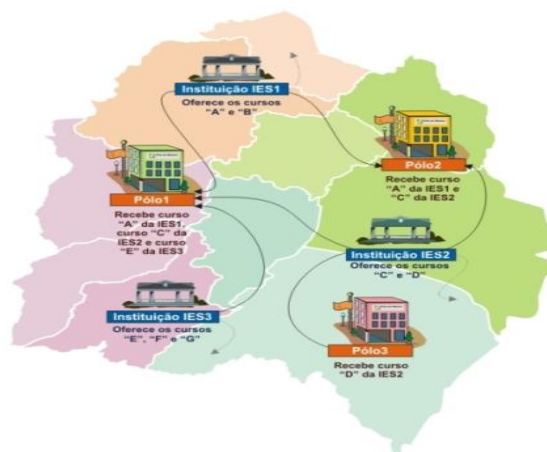 Instituição IES1
Oferece os cursos
"A" e "B"
Pólo2
Recebe curso
"A" da IES1 e
"C" da IES2
Pólo1
Recebe curso
"A" da IES1,
curso "C" da
IES2 e curso
"E" da IES3
Instituição IES2
Oferece os cursos
"C" e "D"
Instituição IES3
Oferece os cursos
"E", "F" e "G"
Pólo3
Recebe curso
"D" da IES2